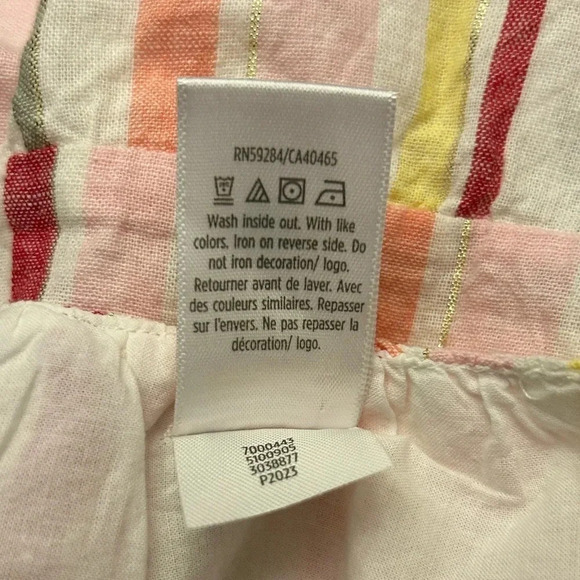 RN59284/CA40465
Wash inside out. With like
colors. Iron on reverse side. Do
not iron decoration/ logo.
Retourner avant de laver. Avec
des couleurs similaires. Repasser
sur l'envers. Ne pas repasser la
décoration/ logo.
7000443
5100905
3038877
P2023